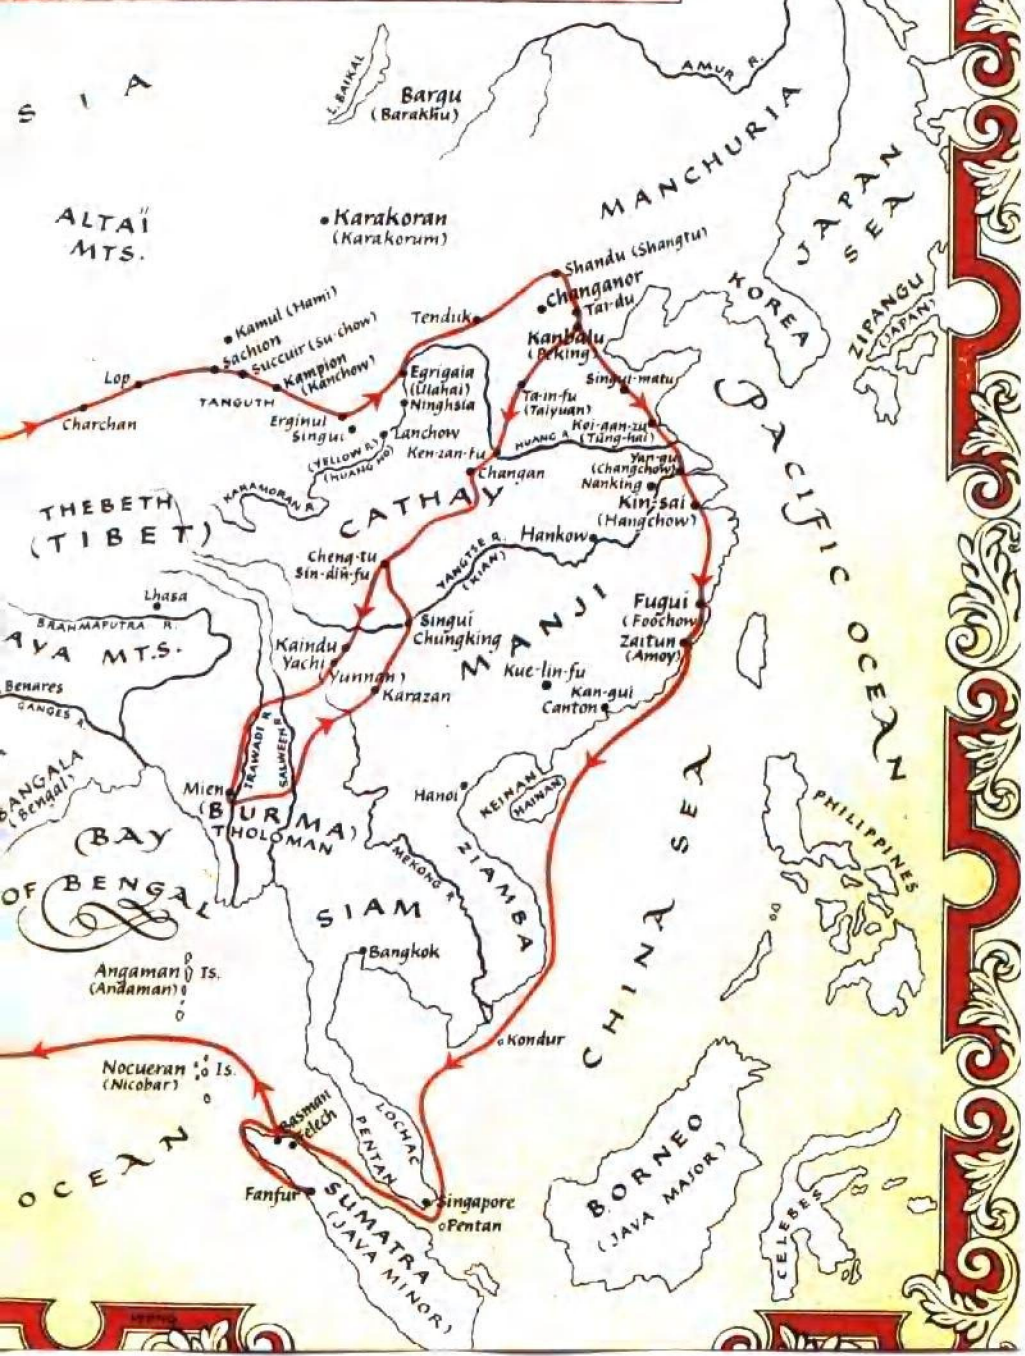 S I A
L. BAIKAL
Bargu
(Barakhu)
AMUR R.
MANCHURIA
ALTAÏ
MTS.
Karakoran
(Karakorum)
JAPAN
SEA
Shandu (Shangtu)
Changanor
Tai-du
KOREA
ZIPANGU
(JAPAN)
Kamul (Hami)
Sachion
Succuir (Su-chow)
Kampion
(Kanchow)
Tenduk
Kanbalu
(Peking)
Lop
TANGUTH
Charchan
Erginul
Singui
Egrigaia
(Ulahai)
Ninghsia
Lanchow
Ta-in-fu
(Taiyuan)
Singui-matu
Koi-gan-zu
(Tung-hai)
(YELLOW R.)
(HUANG HO)
Ken-zan-fu
HUANG R.
Changan
Yan-gui
(Changchow)
Nanking
Kin-sai
(Hangchow)
PACIFIC OCEAN
KARAMORAN R.
THEBETH
(TIBET)
CATHAY
Hankow
YANGTSE R.
(KIAN)
Cheng-tu
Sin-din-fu
Lhasa
BRAHMAPUTRA R.
AYA MTS.
Singui
Chungking
MANJI
Fugui
(Foochow)
Zaitun
(Amoy)
Kaindu
Yachi
(Yunnan)
Karazan
Kue-lin-fu
Kan-gui
Canton
Benares
GANGES R.
BANGALA
(Bengal)
IRAWADI R.
SALWEEN R.
Mien
(BURMA)
THOLOMAN
Hanoi
KEINAN
HAINAN
BAY
OF BENGAL
CHINA SEA
PHILIPPINES
ZIAMBA
MEKONG R.
SIAM
Bangkok
Angaman Is.
(Andaman)
Kondur
Nocueran Is.
(Nicobar)
Basman
Felech
LOCHAC
PENTAN
OCEAN
Fanfur
SUMATRA
(JAVA MINOR)
Singapore
Pentan
BORNEO
(JAVA MAJOR)
CELEBES